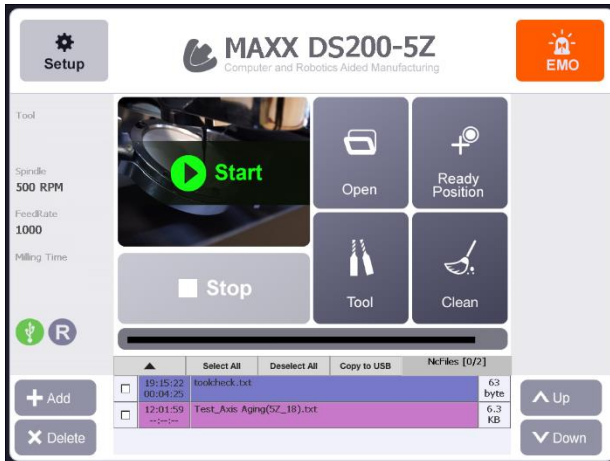 Setup
MAXX DS200-5Z
Computer and Robotics Aided Manufacturing
EMO
Tool
Spindle
500 RPM
FeedRate
1000
Milling Time
R
Start
Stop
Open
Ready
Position
Tool
Clean
Select All Deselect All Copy to USB NcFiles [0/2]
19:15:22 toolcheck.txt 63
00:04:25 byte
12:01:59 Test_Axis Aging(5Z_18).txt 6.3
--:--:-- KB
+ Add
X Delete
Up
Down